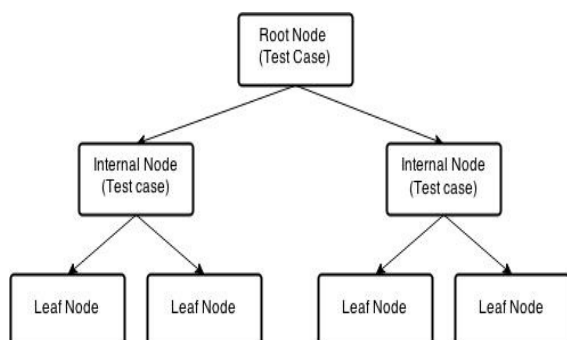 Root Node
(Test Case)
Internal Node
(Test case)
Internal Node
(Test case)
Leaf Node
Leaf Node
Leaf Node
Leaf Node